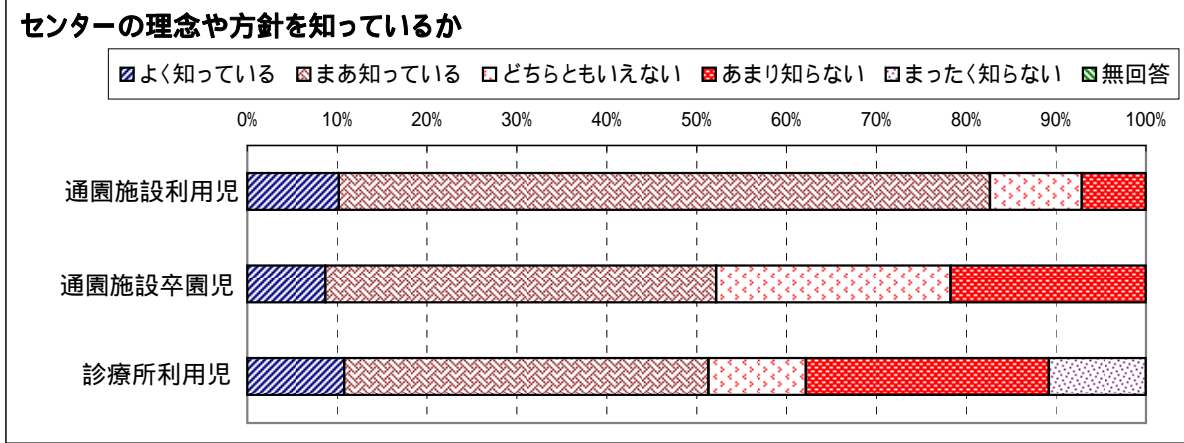 センターの理念や方針を知っているか
よく知っている まあ知っている どちらともいえない あまり知らない まったく知らない 無回答
0% 10% 20% 30% 40% 50% 60% 70% 80% 90% 100%
通園施設利用児
通園施設卒園児
診療所利用児